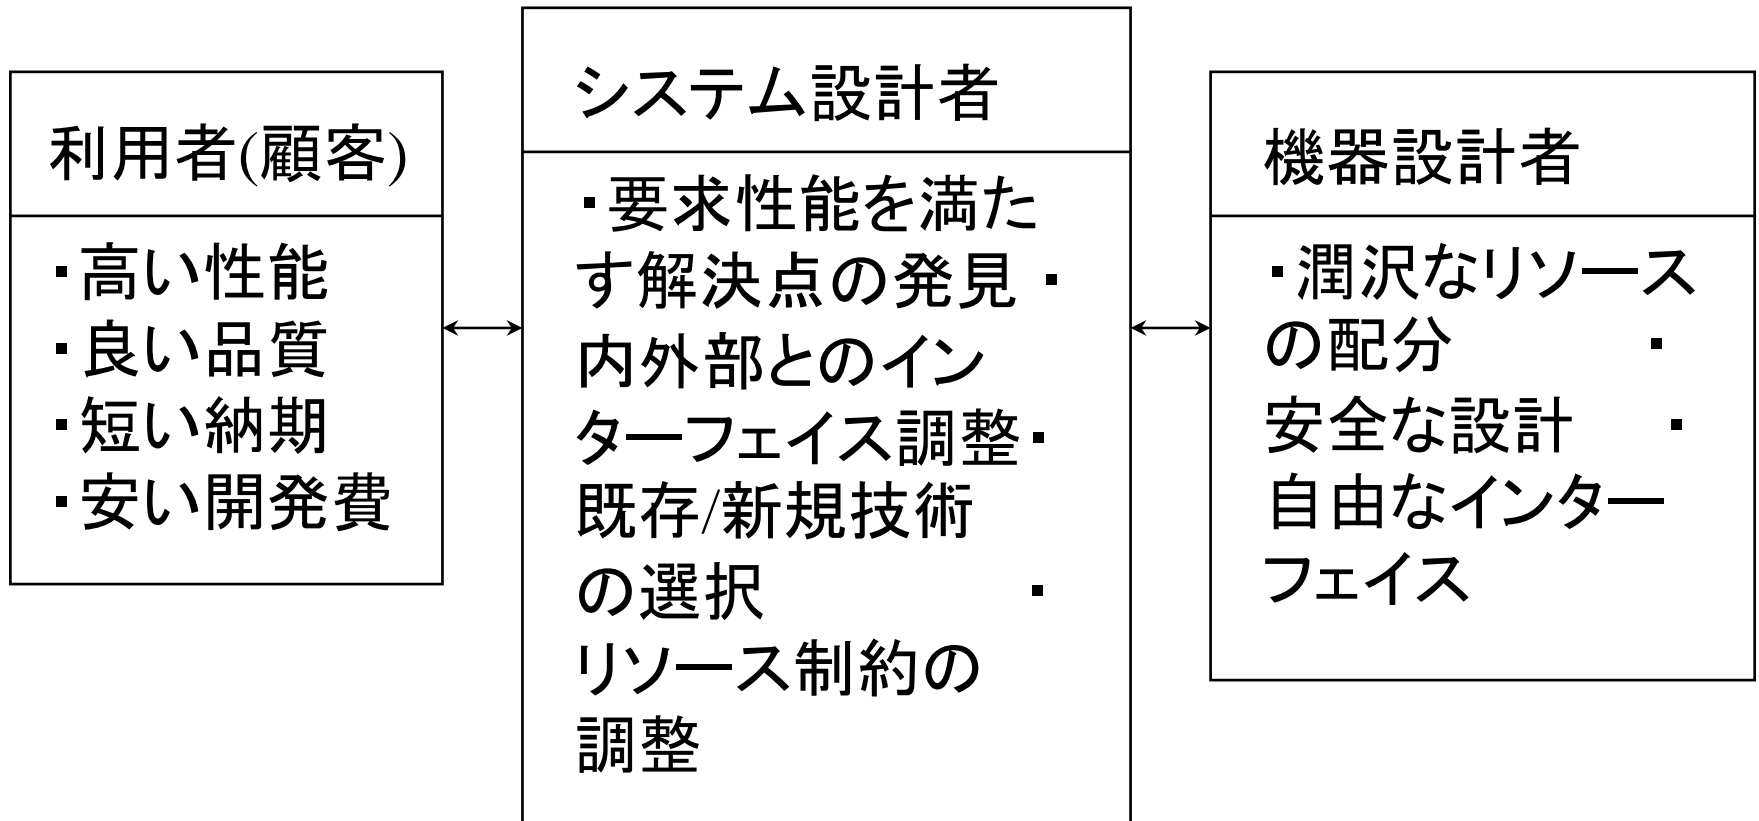 利用者(顧客)
・高い性能
・良い品質
・短い納期
・安い開発費
システム設計者
・要求性能を満た
す解決点の発見 ・
内外部とのイン
ターフェイス調整・
既存/新規技術
の選択 ・
リソース制約の
調整
機器設計者
・潤沢なリソース
の配分 ・
安全な設計 ・
自由なインター
フェイス